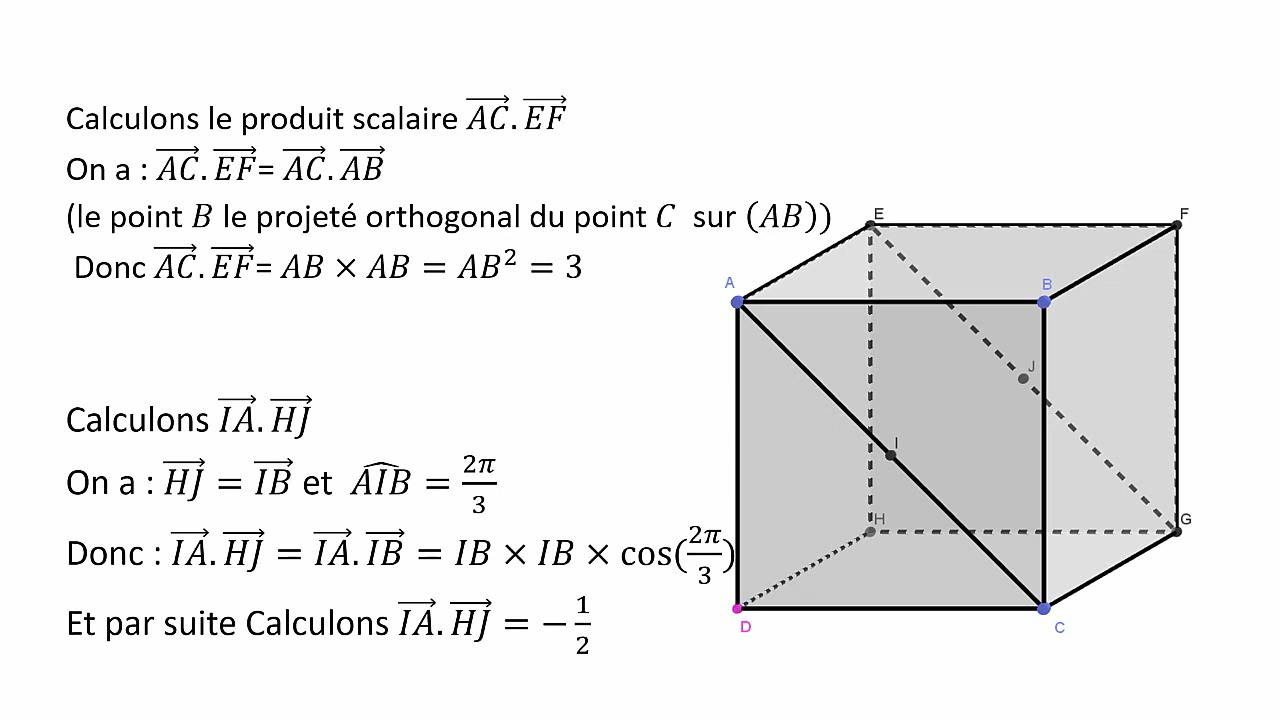 Calculons le produit scalaire $\overrightarrow{AC}.\overrightarrow{EF}$
On a : $\overrightarrow{AC}.\overrightarrow{EF}$= $\overrightarrow{AC}.\overrightarrow{AB}$
(le point $B$ le projeté orthogonal du point $C$ sur $(AB)$)
Donc $\overrightarrow{AC}.\overrightarrow{EF}$= $AB \times AB = AB^2 = 3$
Calculons $\overrightarrow{IA}.\overrightarrow{HJ}$
On a : $\overrightarrow{HJ} = \overrightarrow{IB}$ et $\widehat{AIB} = \frac{2\pi}{3}$
Donc : $\overrightarrow{IA}.\overrightarrow{HJ} = \overrightarrow{IA}.\overrightarrow{IB} = IB \times IB \times \cos(\frac{2\pi}{3})$
Et par suite Calculons $\overrightarrow{IA}.\overrightarrow{HJ} = -\frac{1}{2}$
E
F
A
B
J
I
H
G
D
C